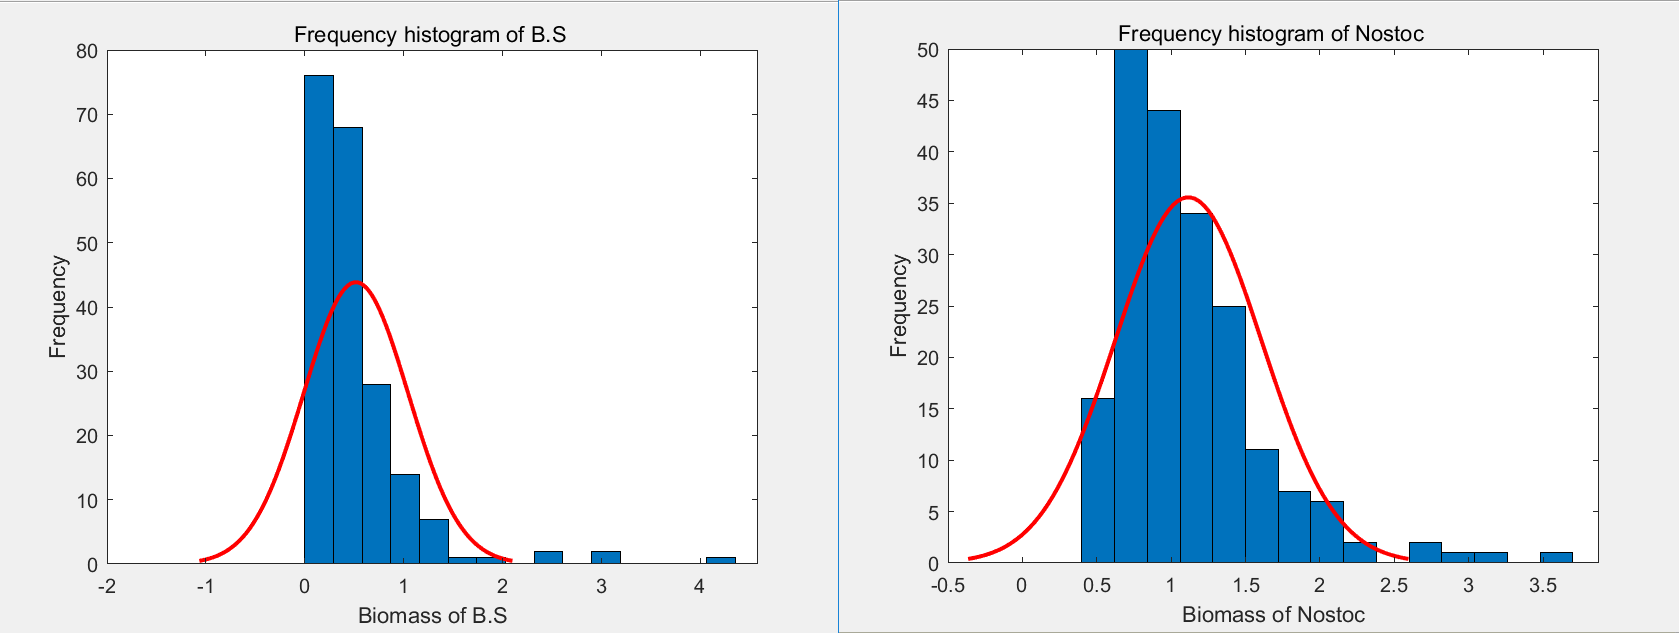 Frequency histogram of B.S
80
70
60
50
40
30
20
10
0
Frequency
-2 -1 0 1 2 3 4
Biomass of B.S
Frequency histogram of Nostoc
50
45
40
35
30
25
20
15
10
5
0
Frequency
-0.5 0 0.5 1 1.5 2 2.5 3 3.5
Biomass of Nostoc